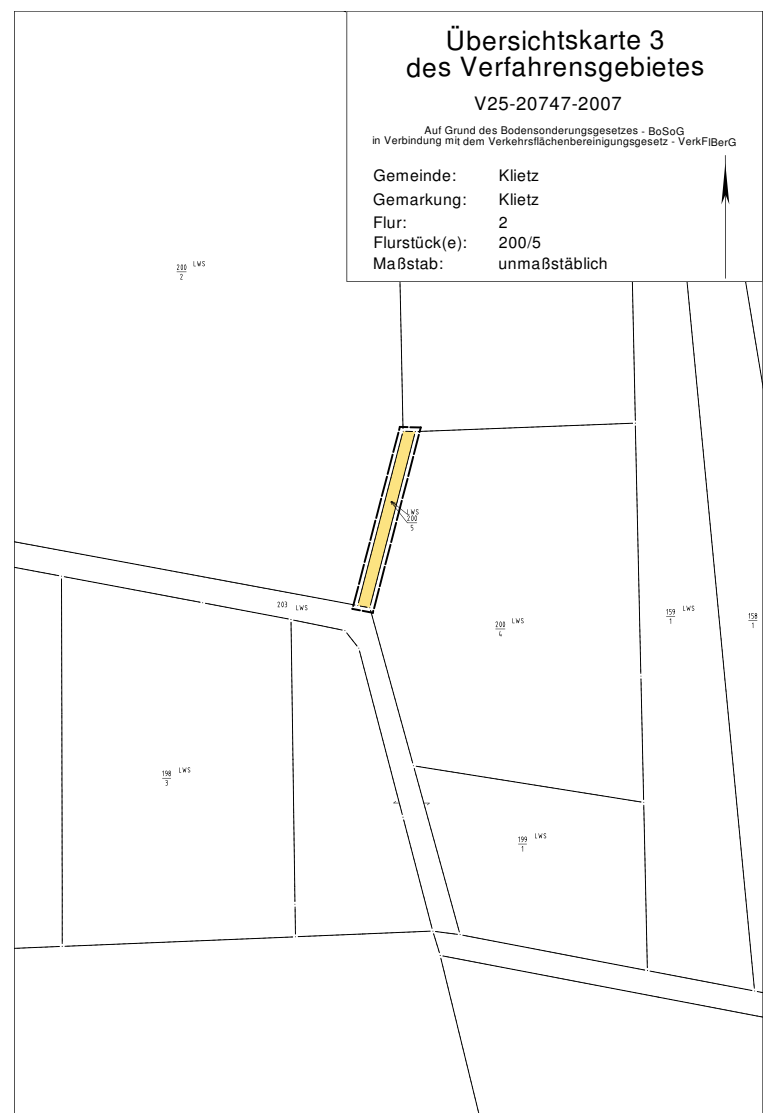 Übersichtskarte 3
des Verfahrensgebietes
V25-20747-2007
Auf Grund des Bodensonderungsgesetzes - BoSoG
in Verbindung mit dem Verkehrsflächenbereinigungsgesetz - VerkFlBerG
Gemeinde: Klietz
Gemarkung: Klietz
Flur: 2
Flurstück(e): 200/5
Maßstab: unmaßstäblich
200 LWS
2
LWS
200
5
203 LWS
200 LWS
4
159 LWS
1
158
1
198 LWS
3
199 LWS
1